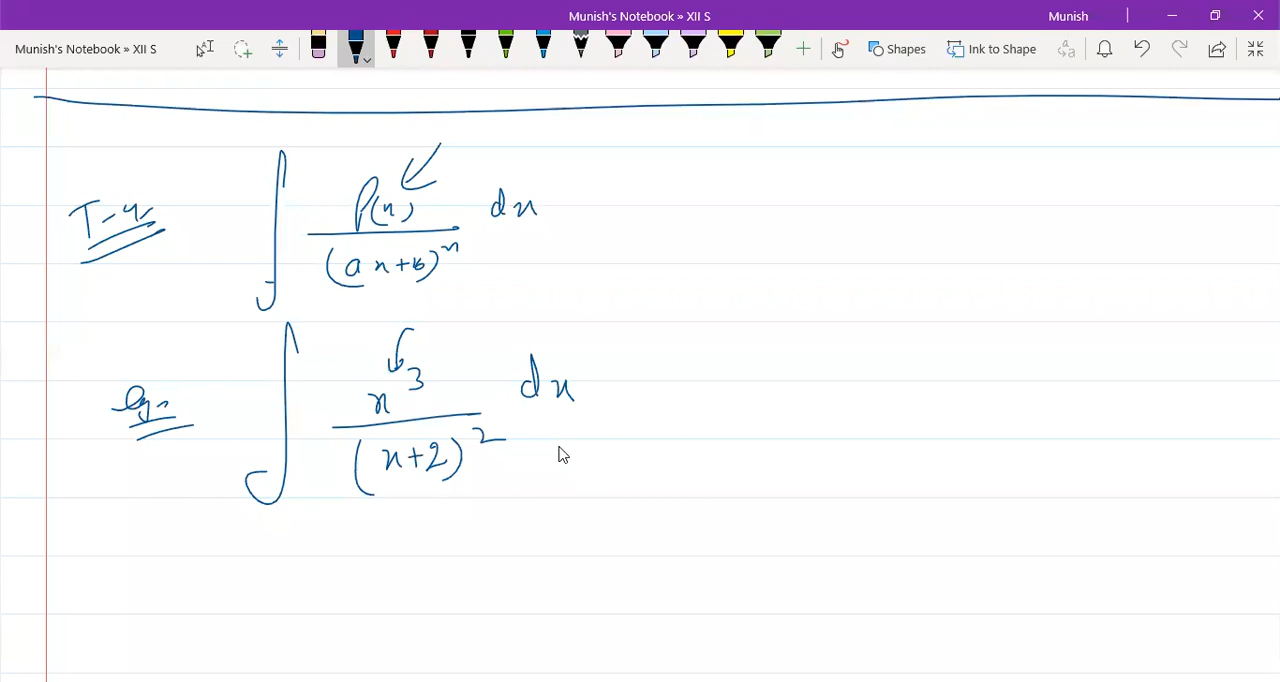 Munish's Notebook » XII S
Munish
Munish's Notebook » XII S
Shapes
Ink to Shape
T-4 ∫ P(x)/(ax+b)^n dx
eg: ∫ x^3/(x+2)^2 dx